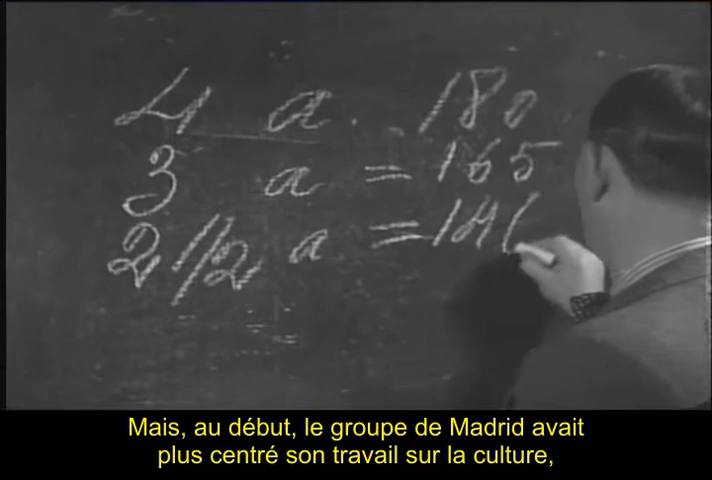 4 a . 180
3 a = 165
2 1/2 a = 14
Mais, au début, le groupe de Madrid avait
plus centré son travail sur la culture,